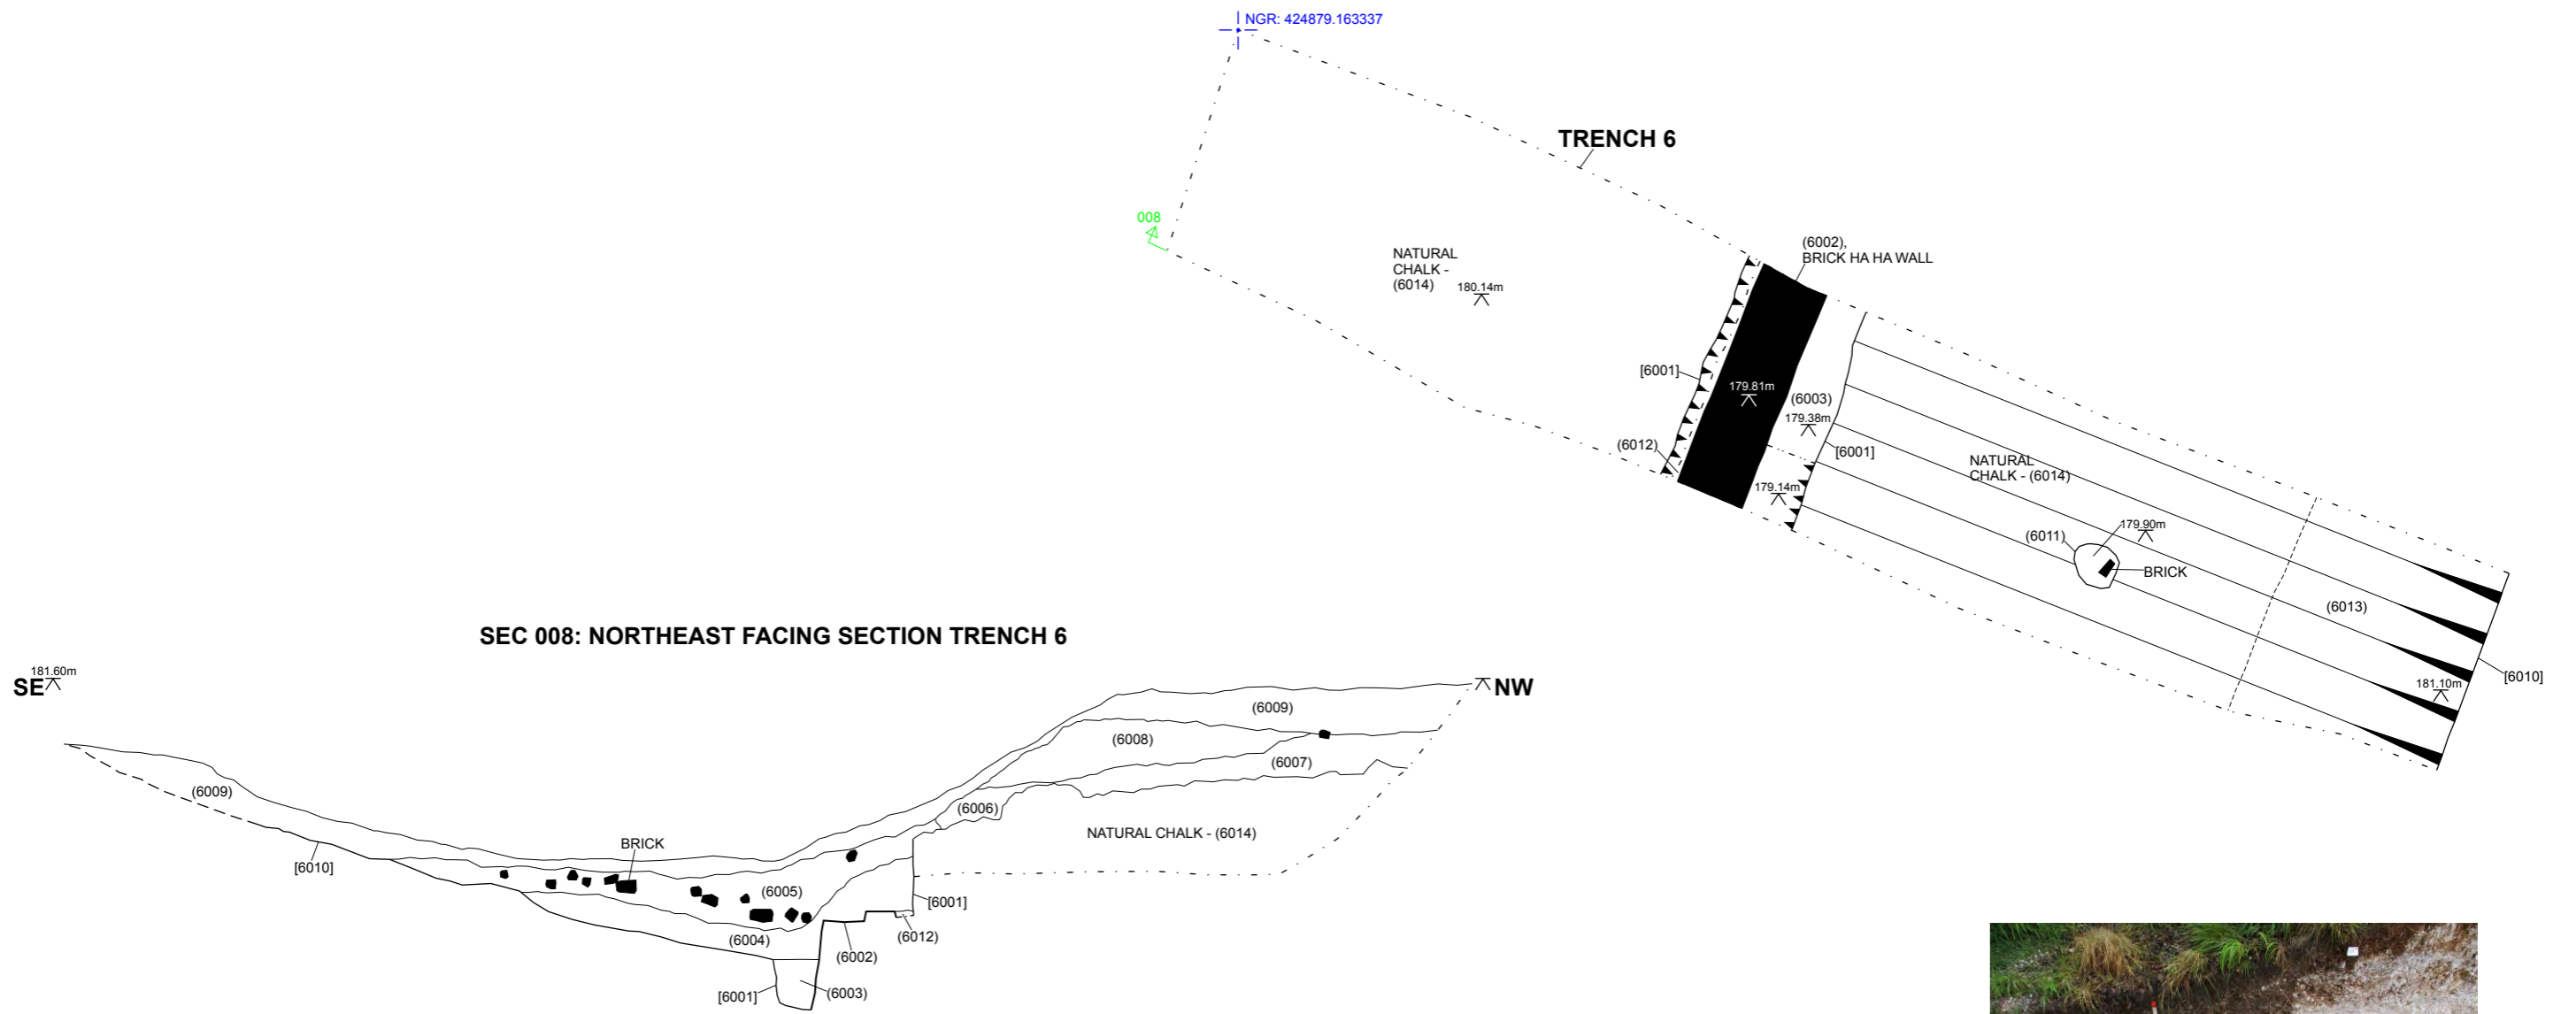 NGR: 424879.163337
TRENCH 6
008
(6002),
BRICK HA HA WALL
NATURAL
CHALK -
(6014)
180.14m
[6001]
179.81m
(6003)
179.38m
[6001]
(6012)
179.14m
NATURAL
CHALK - (6014)
179.90m
(6011)
BRICK
(6013)
[6010]
181.10m
SEC 008: NORTHEAST FACING SECTION TRENCH 6
181.60m
SE
NW
(6009)
(6008)
(6007)
(6009)
(6006)
NATURAL CHALK - (6014)
BRICK
[6010]
(6005)
[6001]
(6012)
(6004)
(6002)
(6003)
[6001]